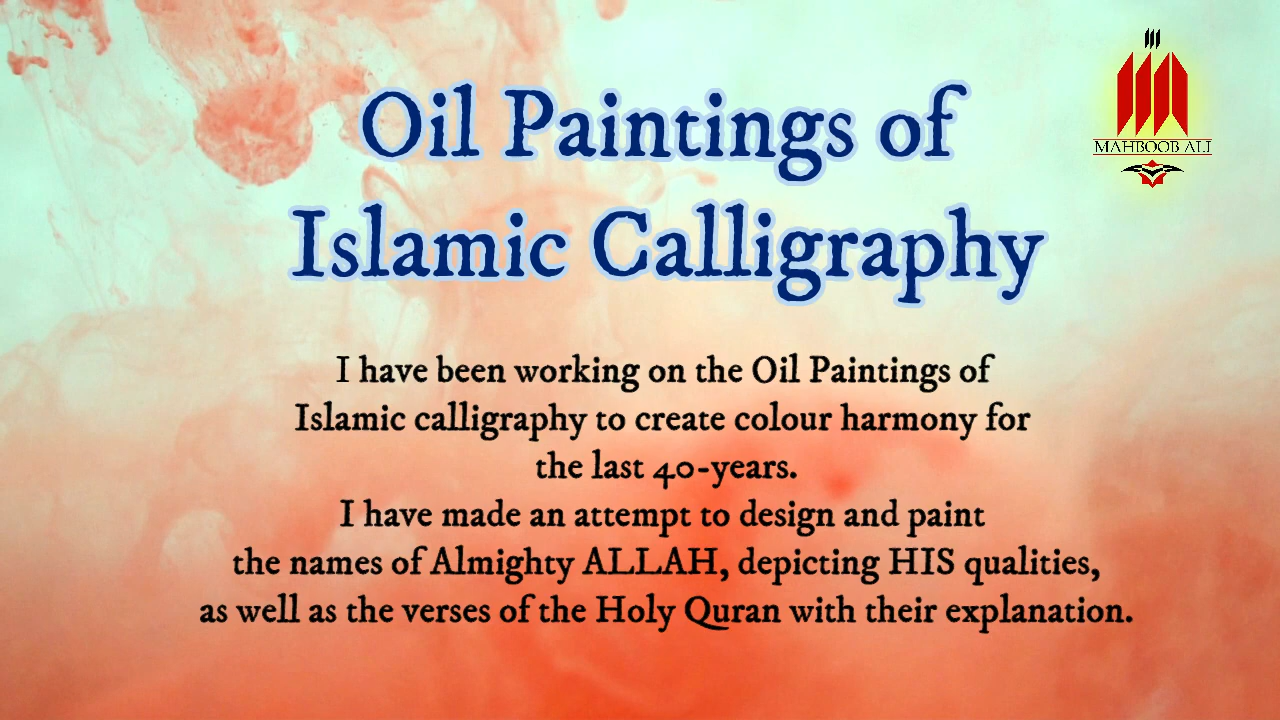 Oil Paintings of
Islamic Calligraphy
MAHBOOB ALI
I have been working on the Oil Paintings of
Islamic calligraphy to create colour harmony for
the last 40-years.
I have made an attempt to design and paint
the names of Almighty ALLAH, depicting HIS qualities,
as well as the verses of the Holy Quran with their explanation.